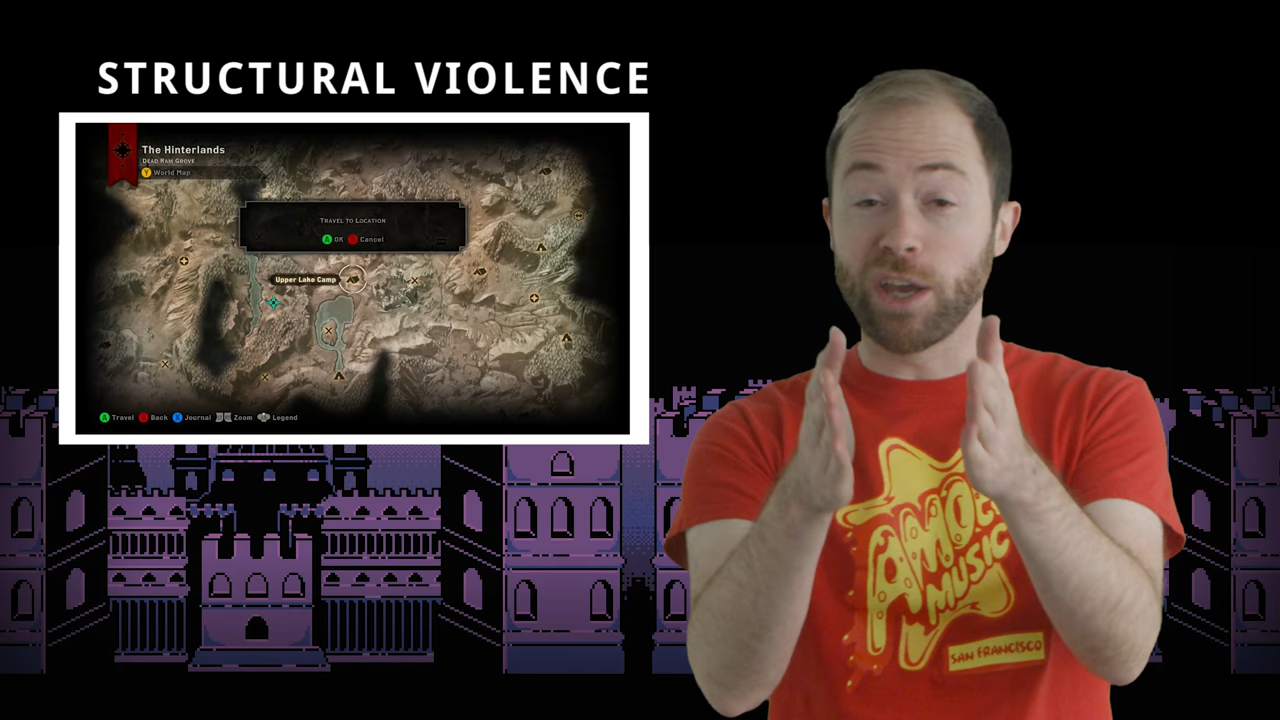 STRUCTURAL VIOLENCE
The Hinterlands
Dead Ram Grove
Y World Map
Travel to Location
A OK Cancel
Upper Lake Camp
A Travel Back X Journal Zoom Legend
AMOEBA
MUSIC
SAN FRANCISCO